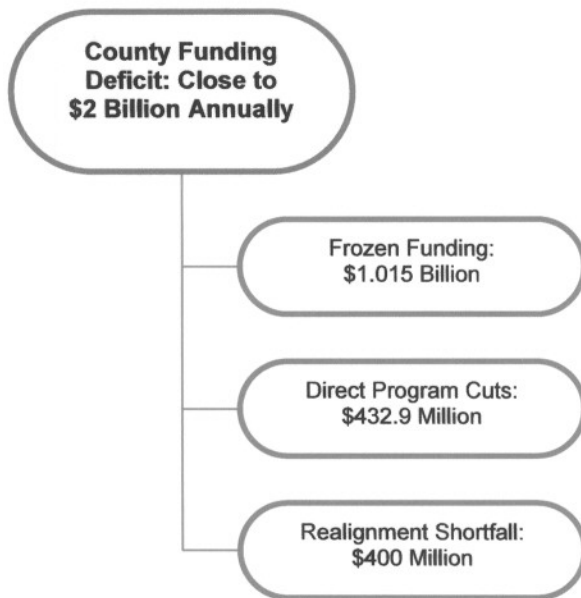 County Funding
Deficit: Close to
$2 Billion Annually
Frozen Funding:
$1.015 Billion
Direct Program Cuts:
$432.9 Million
Realignment Shortfall:
$400 Million